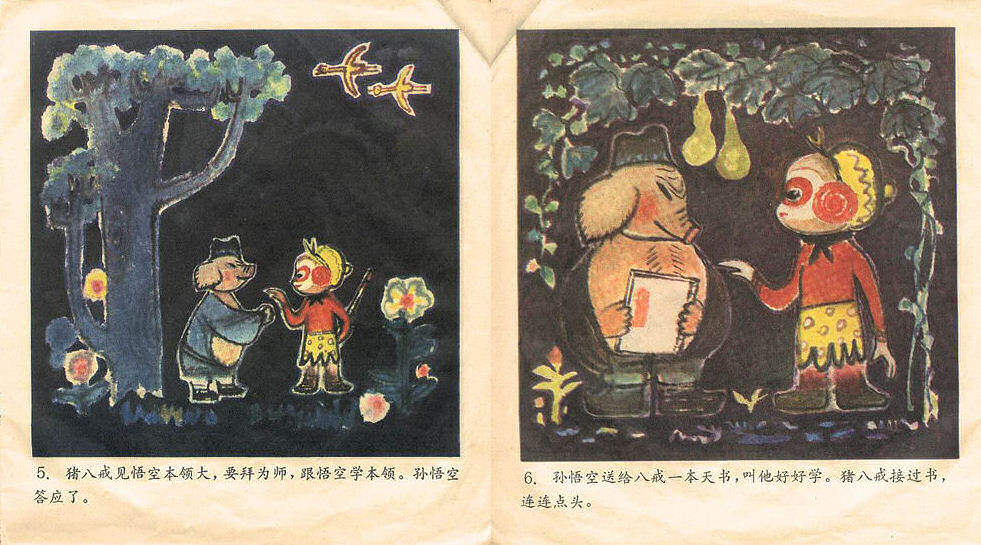 5. 猪八戒见悟空本领大，要拜为师，跟悟空学本领。孙悟空
答应了。
6. 孙悟空送给八戒一本天书，叫他好好学。猪八戒接过书，
连连点头。